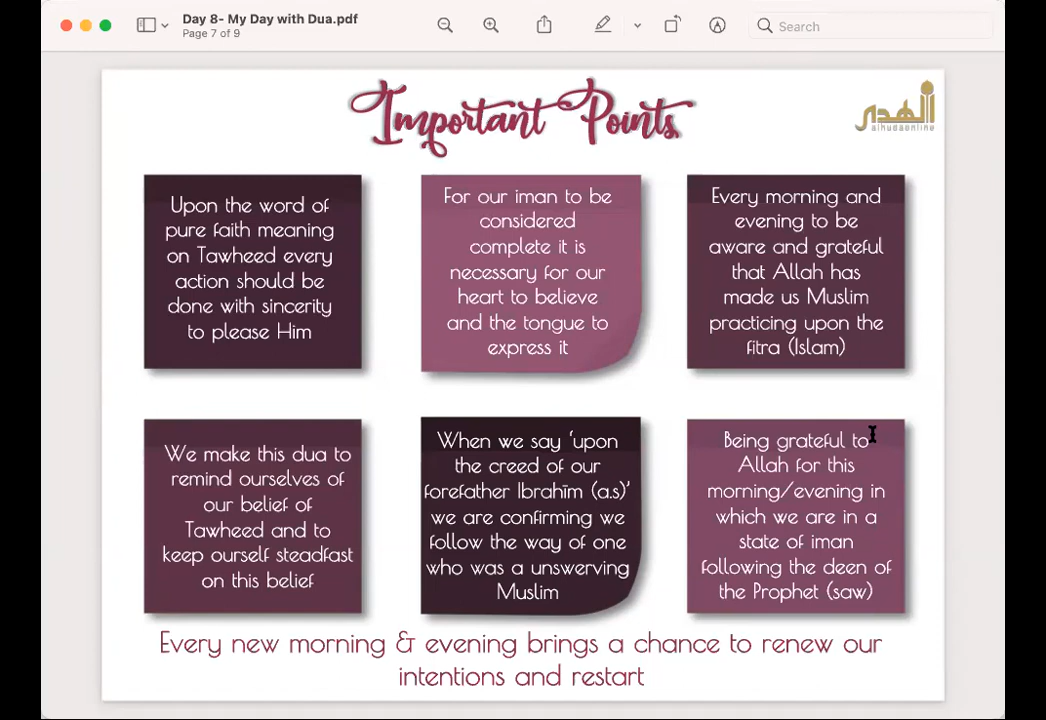 Day 8- My Day with Dua.pdf
Page 7 of 9
Search
Important Points
الهدى
alhudaonline
Upon the word of
pure faith meaning
on Tawheed every
action should be
done with sincerity
to please Him
For our iman to be
considered
complete it is
necessary for our
heart to believe
and the tongue to
express it
Every morning and
evening to be
aware and grateful
that Allah has
made us Muslim
practicing upon the
fitra (Islam)
We make this dua to
remind ourselves of
our belief of
Tawheed and to
keep ourself steadfast
on this belief
When we say ‘upon
the creed of our
forefather Ibrahīm (a.s)’
we are confirming we
follow the way of one
who was a unswerving
Muslim
Being grateful to
Allah for this
morning/evening in
which we are in a
state of iman
following the deen of
the Prophet (saw)
Every new morning & evening brings a chance to renew our
intentions and restart